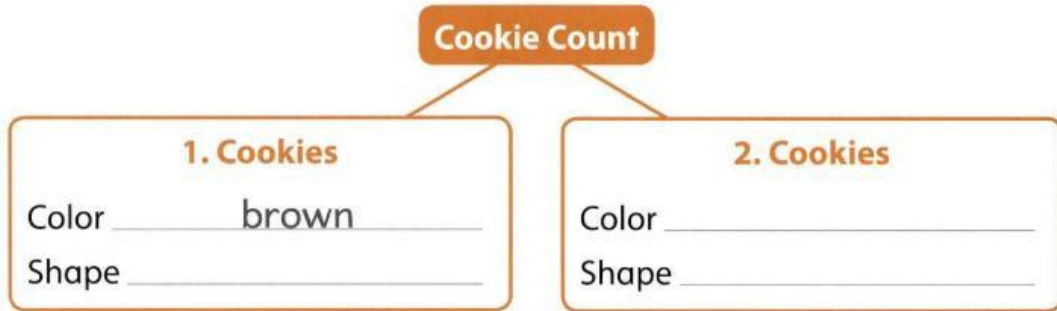 Cookie Count
1. Cookies
Color brown
Shape
2. Cookies
Color
Shape